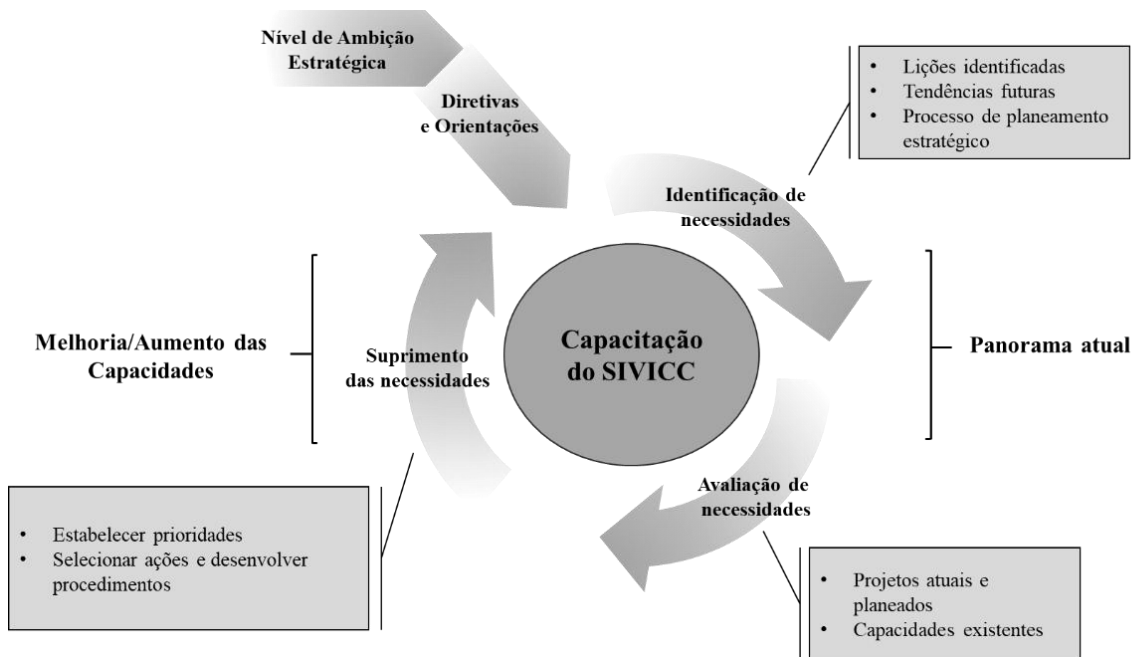 Nível de Ambição
Estratégica
Diretivas
e Orientações
• Lições identificadas
• Tendências futuras
• Processo de planeamento
estratégico
Identificação de
necessidades
Melhoria/Aumento das
Capacidades
Suprimento
das necessidades
Capacitação
do SIVICC
Panorama atual
Avaliação de
necessidades
• Estabelecer prioridades
• Selecionar ações e desenvolver
procedimentos
• Projetos atuais e
planeados
• Capacidades existentes